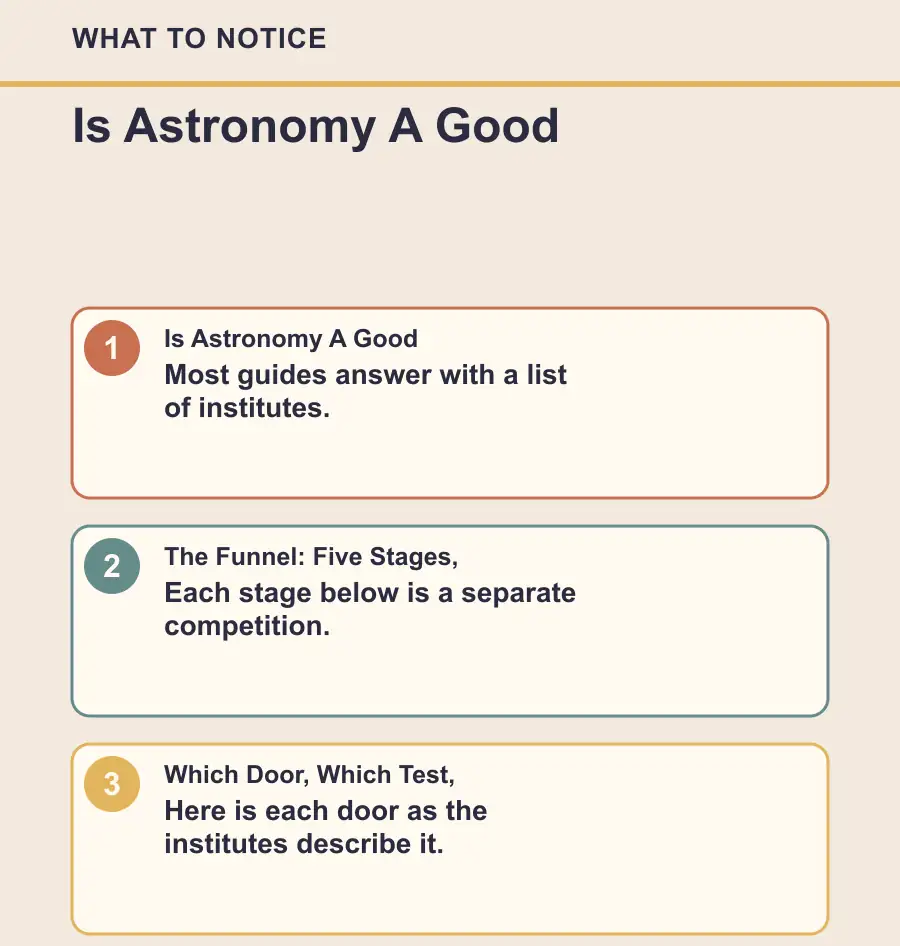 WHAT TO NOTICE
Is Astronomy A Good
1
Is Astronomy A Good
Most guides answer with a list
of institutes.
2
The Funnel: Five Stages,
Each stage below is a separate
competition.
3
Which Door, Which Test,
Here is each door as the
institutes describe it.